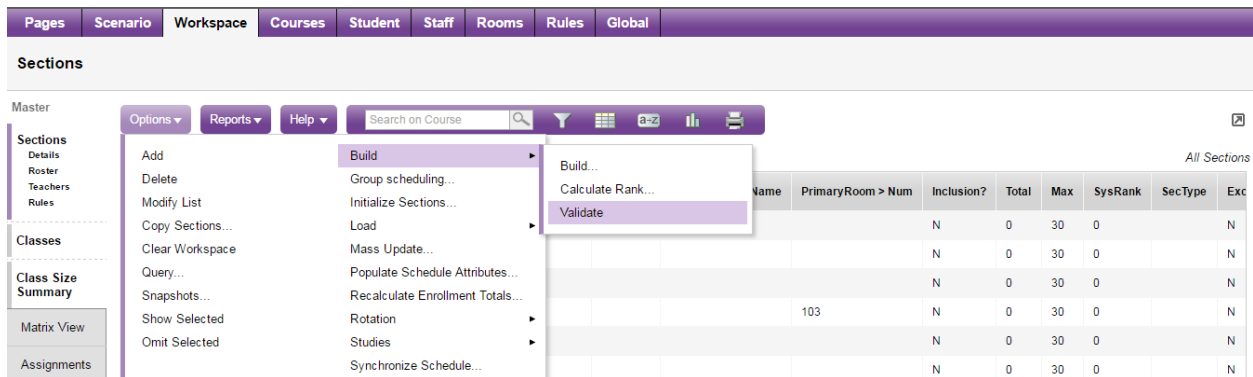 Pages Scenario Workspace Courses Student Staff Rooms Rules Global
Sections
Master
Options Reports Help Search on Course a-z
Sections
Details
Roster
Teachers
Rules
Classes
Class Size
Summary
Matrix View
Assignments
Add
Delete
Modify List
Copy Sections...
Clear Workspace
Query...
Snapshots...
Show Selected
Omit Selected
Build
Group scheduling...
Initialize Sections...
Load
Mass Update...
Populate Schedule Attributes...
Recalculate Enrollment Totals...
Rotation
Studies
Synchronize Schedule...
Build...
Calculate Rank...
Validate
All Sections
Name PrimaryRoom > Num Inclusion? Total Max SysRank SecType Exc
N 0 30 0 N
N 0 30 0 N
N 0 30 0 N
103 N 0 30 0 N
N 0 30 0 N
N 0 30 0 N